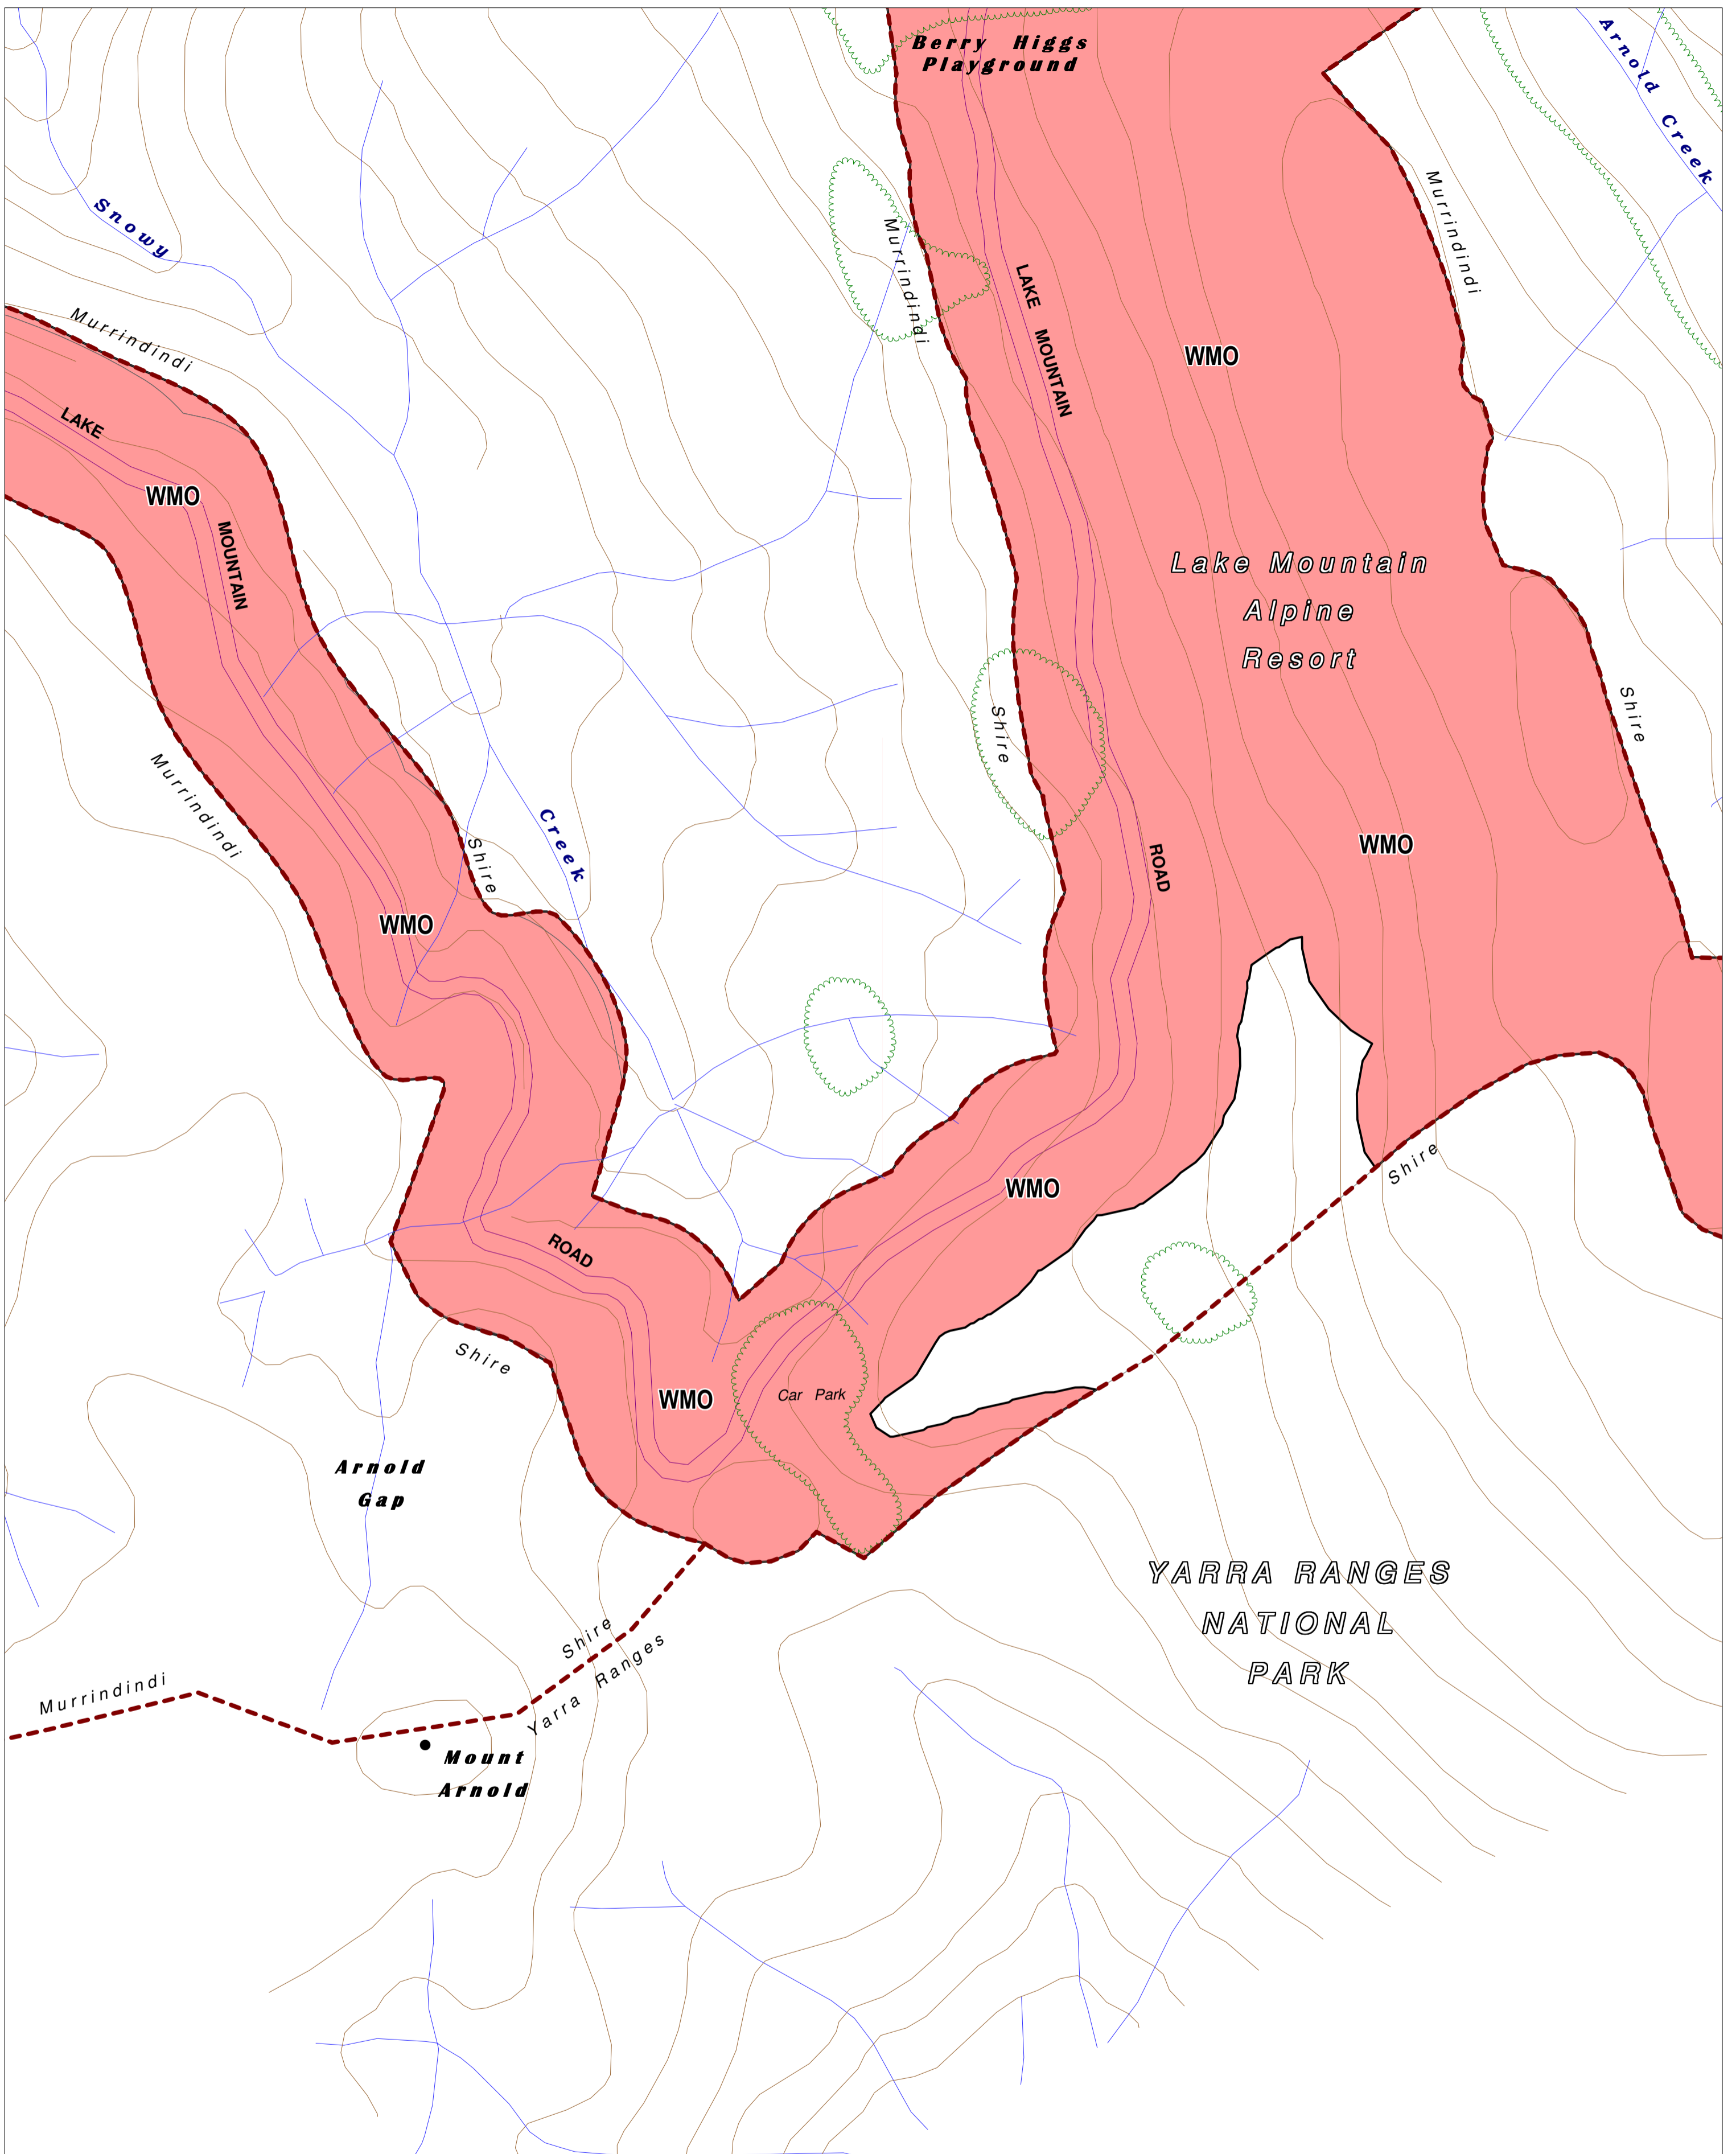 Berry Higgs
Playground
Arnold Creek
Snowy
Murrindindi
Murrindindi
Murrindindi
LAKE
MOUNTAIN
WMO
LAKE
WMO
MOUNTAIN
Lake Mountain
Alpine
Resort
Shire
Shire
Murrindindi
Creek
Shire
ROAD
WMO
WMO
Shire
WMO
ROAD
Shire
WMO
Car Park
Arnold
Gap
YARRA RANGES
NATIONAL
PARK
Shire
Yarra Ranges
Murrindindi
Mount
Arnold